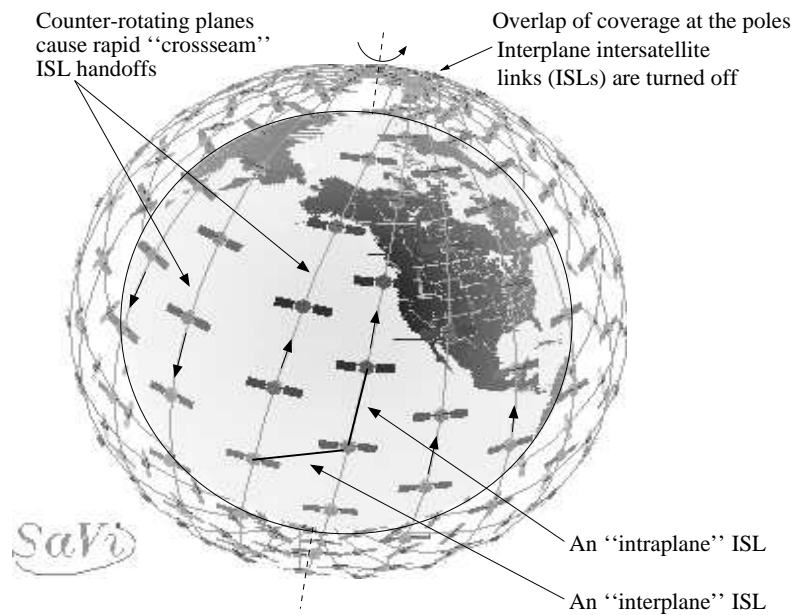 Counter-rotating planes
cause rapid ‘‘crossseam’’
ISL handoffs
Overlap of coverage at the poles
Interplane intersatellite
links (ISLs) are turned off
SaVi
An ‘‘intraplane’’ ISL
An ‘‘interplane’’ ISL